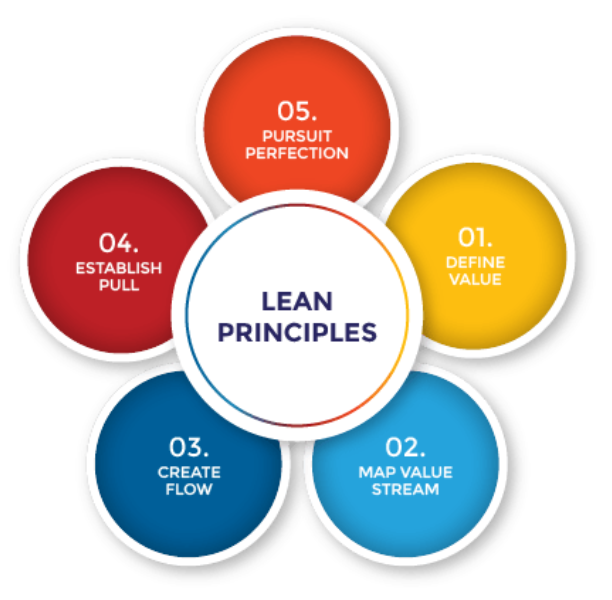 LEAN
PRINCIPLES
01.
DEFINE
VALUE
02.
MAP VALUE
STREAM
03.
CREATE
FLOW
04.
ESTABLISH
PULL
05.
PURSUIT
PERFECTION